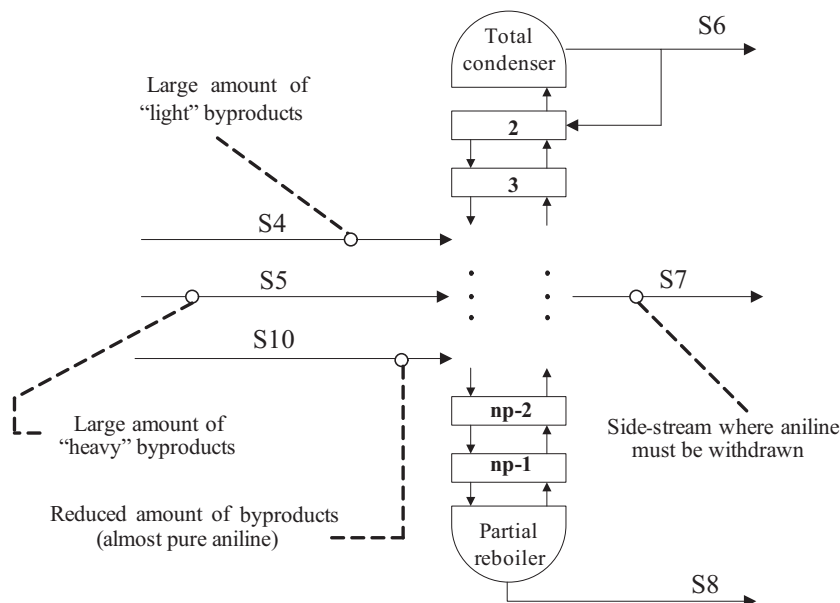 Total
condenser
S6
Large amount of
“light” byproducts
2
3
S4
S5
S7
S10
np-2
np-1
Large amount of
“heavy” byproducts
Side-stream where aniline
must be withdrawn
Reduced amount of byproducts
(almost pure aniline)
Partial
reboiler
S8